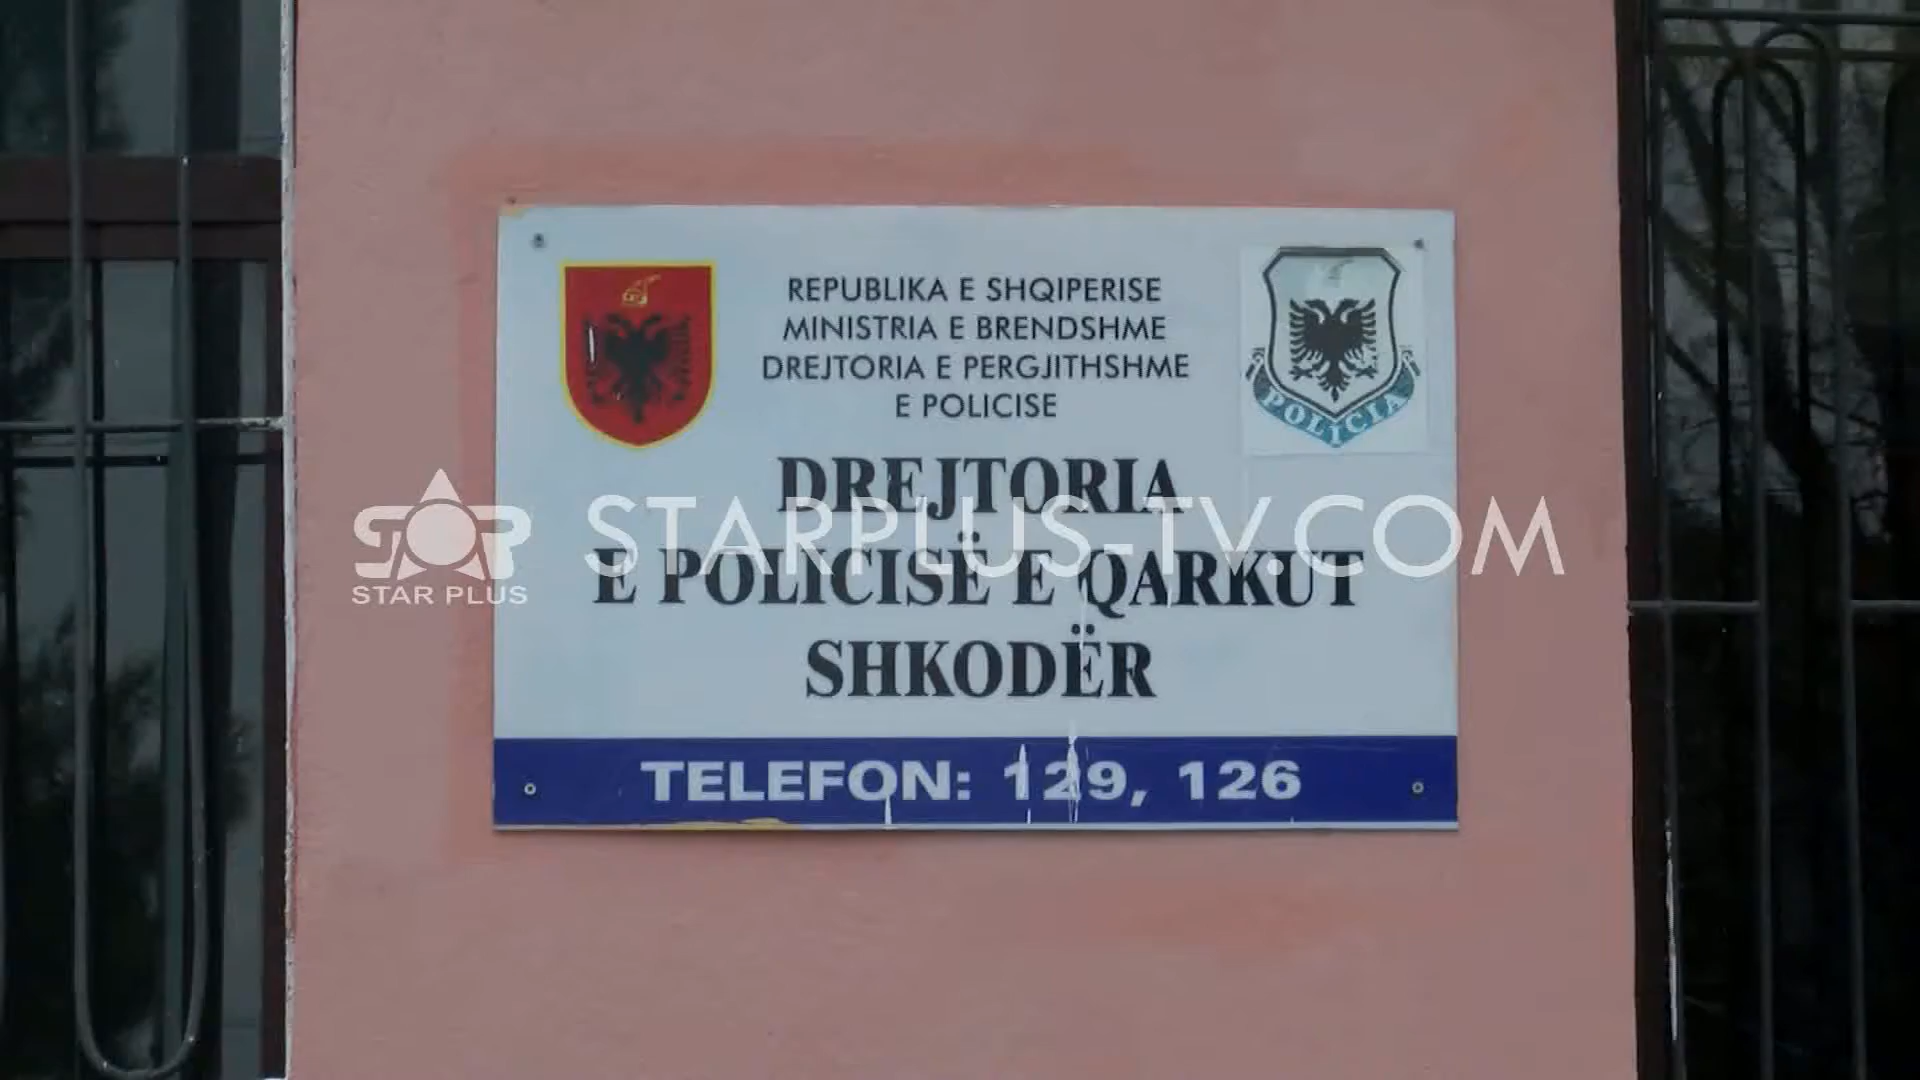 REPUBLIKA E SHQIPERISE
MINISTRIA E BRENDSHME
DREJTORIA E PERGJITHSHME
E POLICISE
POLICIA
DREJTORIA
E POLICISË E QARKUT
SHKODËR
TELEFON: 129, 126
STAR
STAR PLUS
STARPLUS-TV.COM